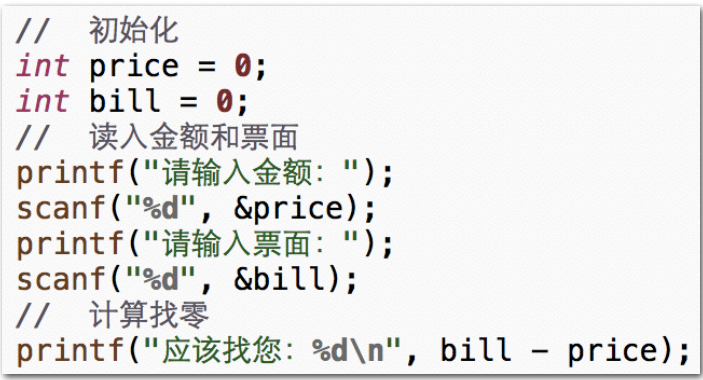 //  初始化
int price = 0;
int bill = 0;
//  读入金额和票面
printf("请输入金额：");
scanf("%d", &price);
printf("请输入票面：");
scanf("%d", &bill);
//  计算找零
printf("应该找您：%d\n", bill - price);